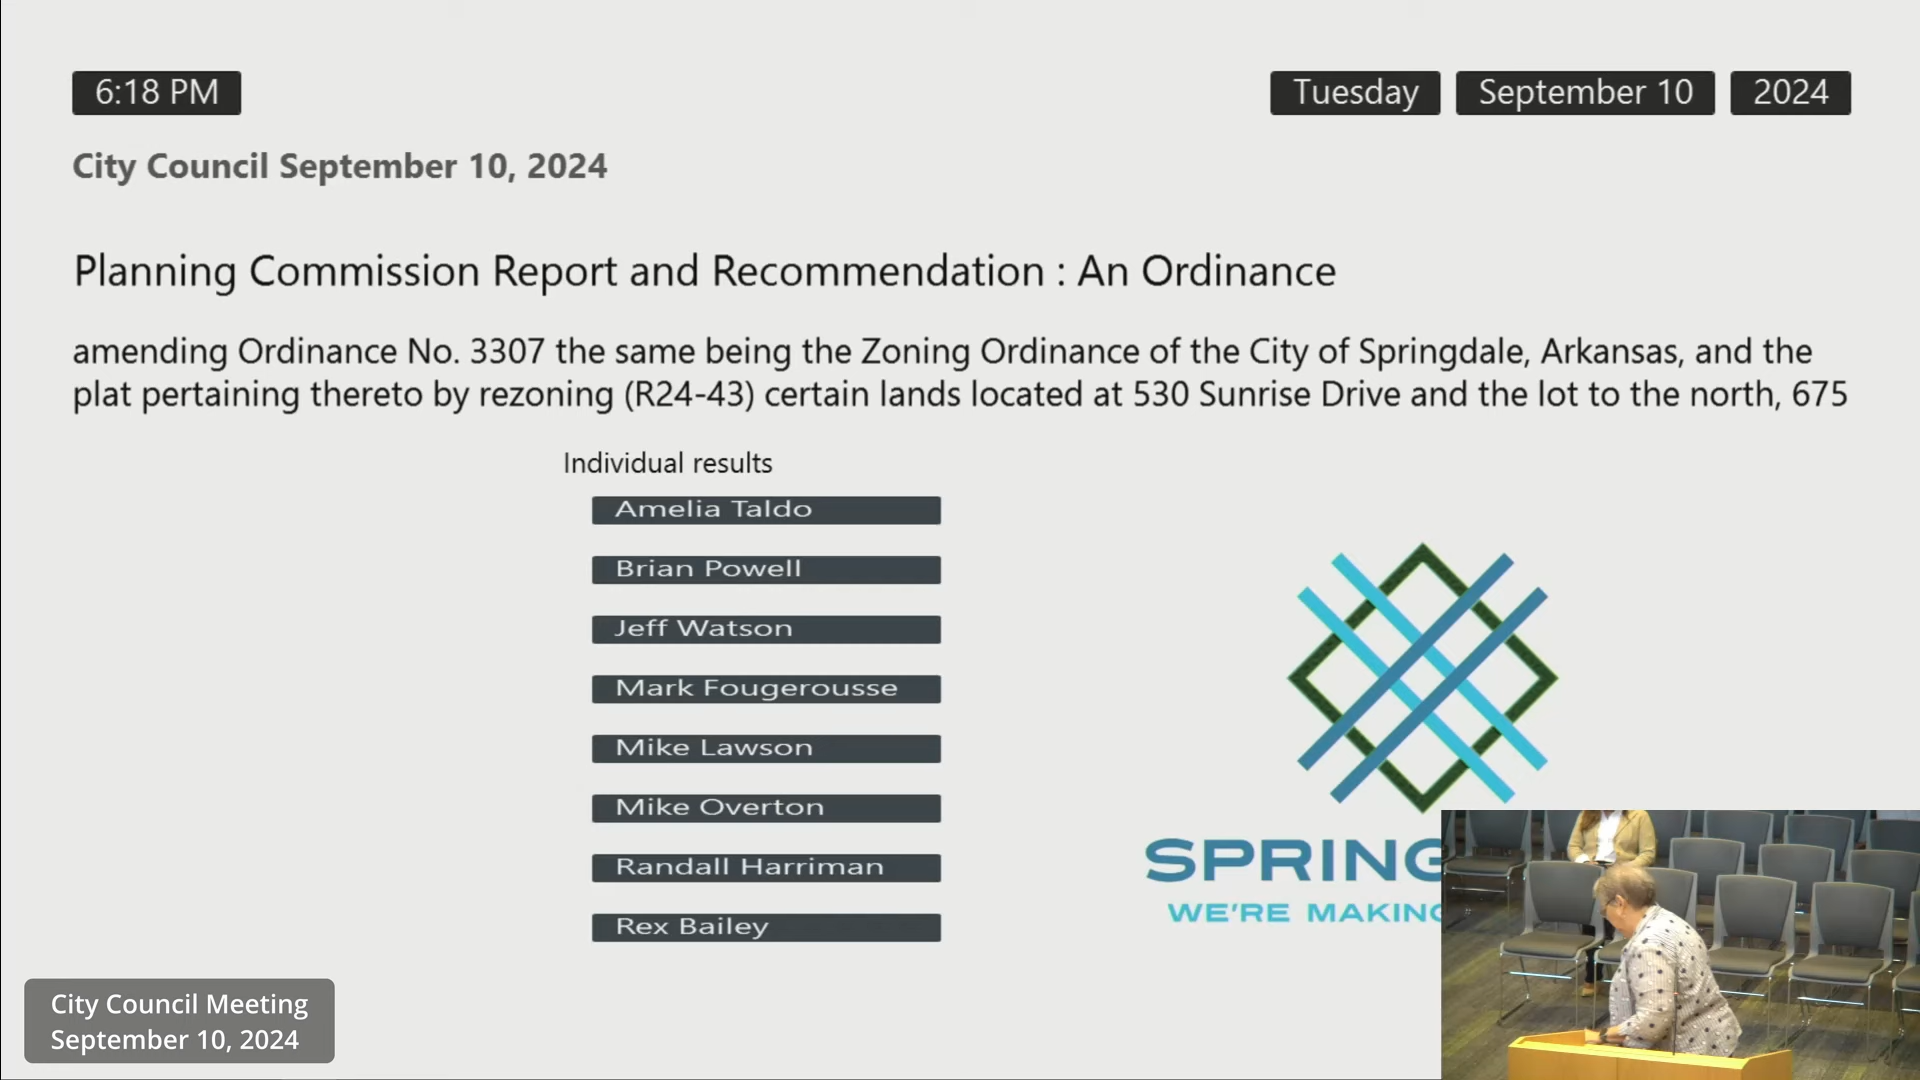 6:18 PM
Tuesday September 10 2024
City Council September 10, 2024
Planning Commission Report and Recommendation : An Ordinance
amending Ordinance No. 3307 the same being the Zoning Ordinance of the City of Springdale, Arkansas, and the
plat pertaining thereto by rezoning (R24-43) certain lands located at 530 Sunrise Drive and the lot to the north, 675
Individual results
Amelia Taldo
Brian Powell
Jeff Watson
Mark Fougerousse
Mike Lawson
Mike Overton
Randall Harriman
Rex Bailey
SPRING
WE'RE MAKING
City Council Meeting
September 10, 2024